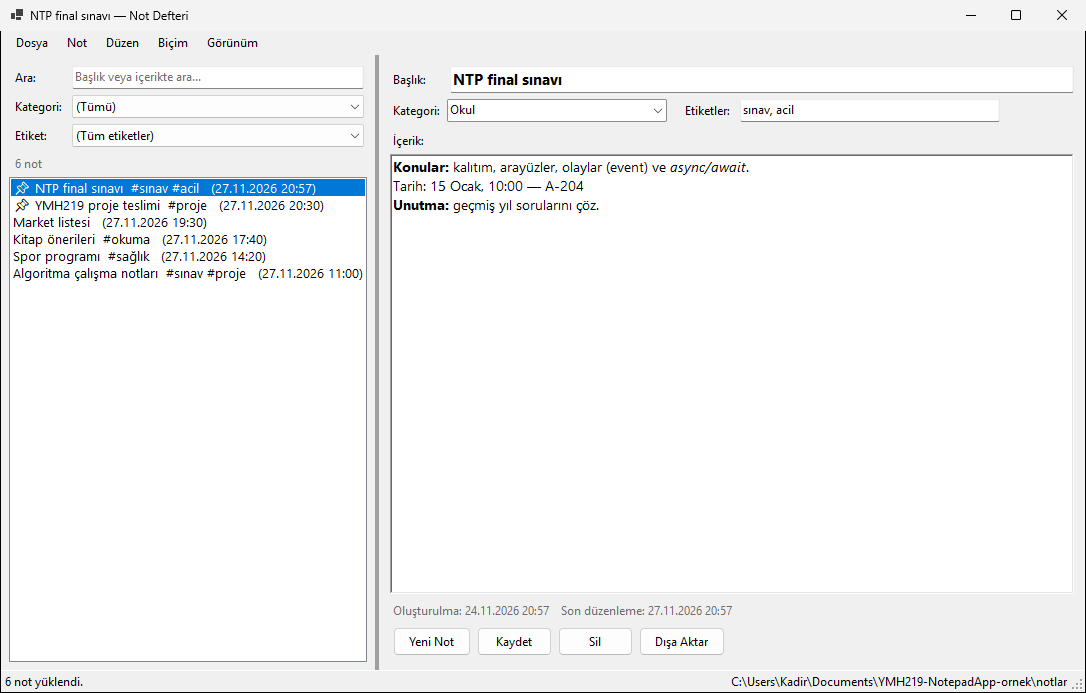 NTP final sınavı — Not Defteri
Dosya Not Düzen Biçim Görünüm
Ara: Başlık veya içerikte ara...
Kategori: (Tümü)
Etiket: (Tüm etiketler)
6 not
NTP final sınavı #sınav #acil (27.11.2026 20:57)
YMH219 proje teslimi #proje (27.11.2026 20:30)
Market listesi (27.11.2026 19:30)
Kitap önerileri #okuma (27.11.2026 17:40)
Spor programı #sağlık (27.11.2026 14:20)
Algoritma çalışma notları #sınav #proje (27.11.2026 11:00)
Başlık: NTP final sınavı
Kategori: Okul Etiketler: sınav, acil
İçerik:
Konular: kalıtım, arayüzler, olaylar (event) ve async/await.
Tarih: 15 Ocak, 10:00 — A-204
Unutma: geçmiş yıl sorularını çöz.
Oluşturulma: 24.11.2026 20:57 Son düzenleme: 27.11.2026 20:57
Yeni Not Kaydet Sil Dışa Aktar
6 not yüklendi. C:\Users\Kadir\Documents\YMH219-NotepadApp-ornek\notlar